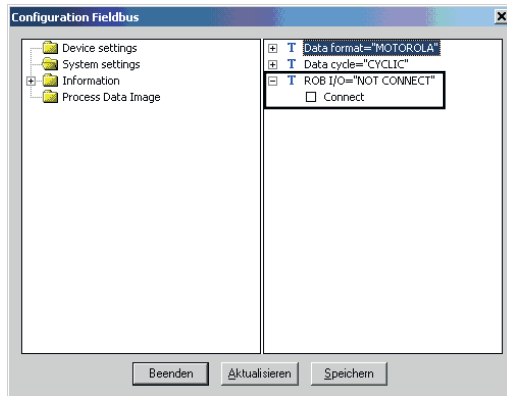 Configuration Fieldbus
Device settings
System settings
Information
Process Data Image
T Data format="MOTOROLA"
T Data cycle="CYCLIC"
T ROB I/O="NOT CONNECT"
Connect
Beenden Aktualisieren Speichern